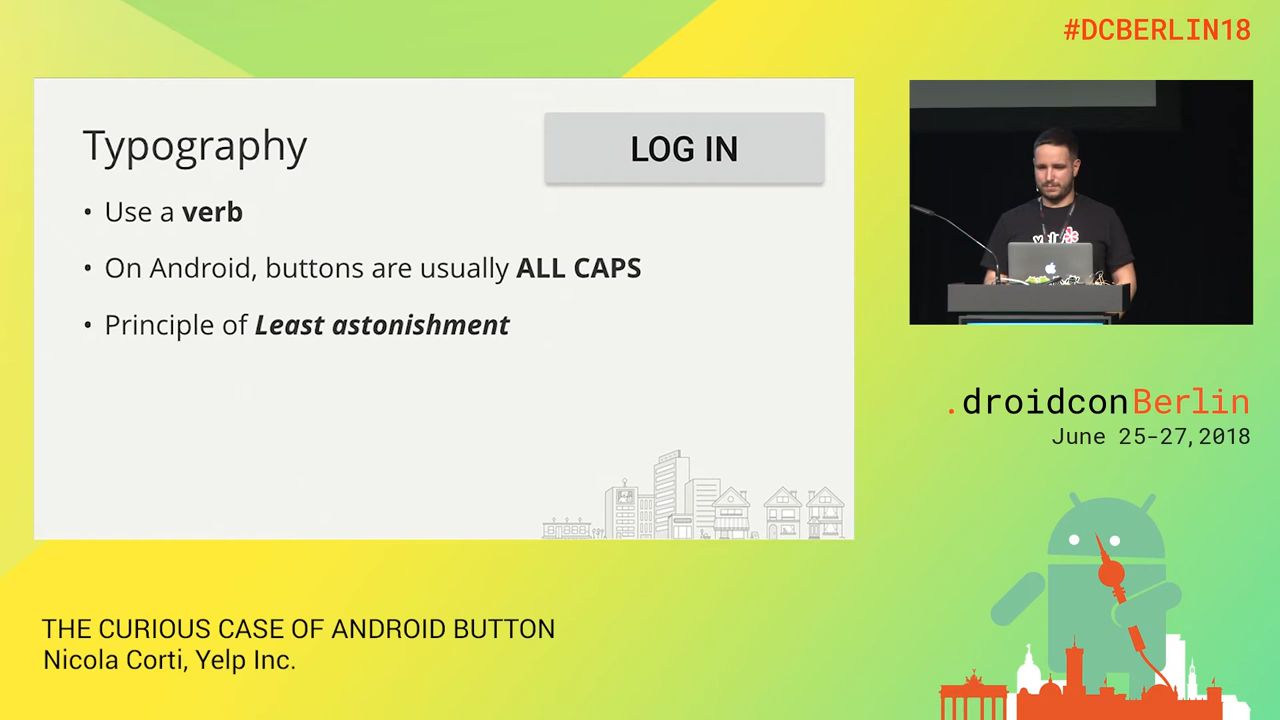 #DCBERLIN18
Typography
LOG IN
• Use a verb
• On Android, buttons are usually ALL CAPS
• Principle of Least astonishment
.droidconBerlin
June 25-27, 2018
THE CURIOUS CASE OF ANDROID BUTTON
Nicola Corti, Yelp Inc.